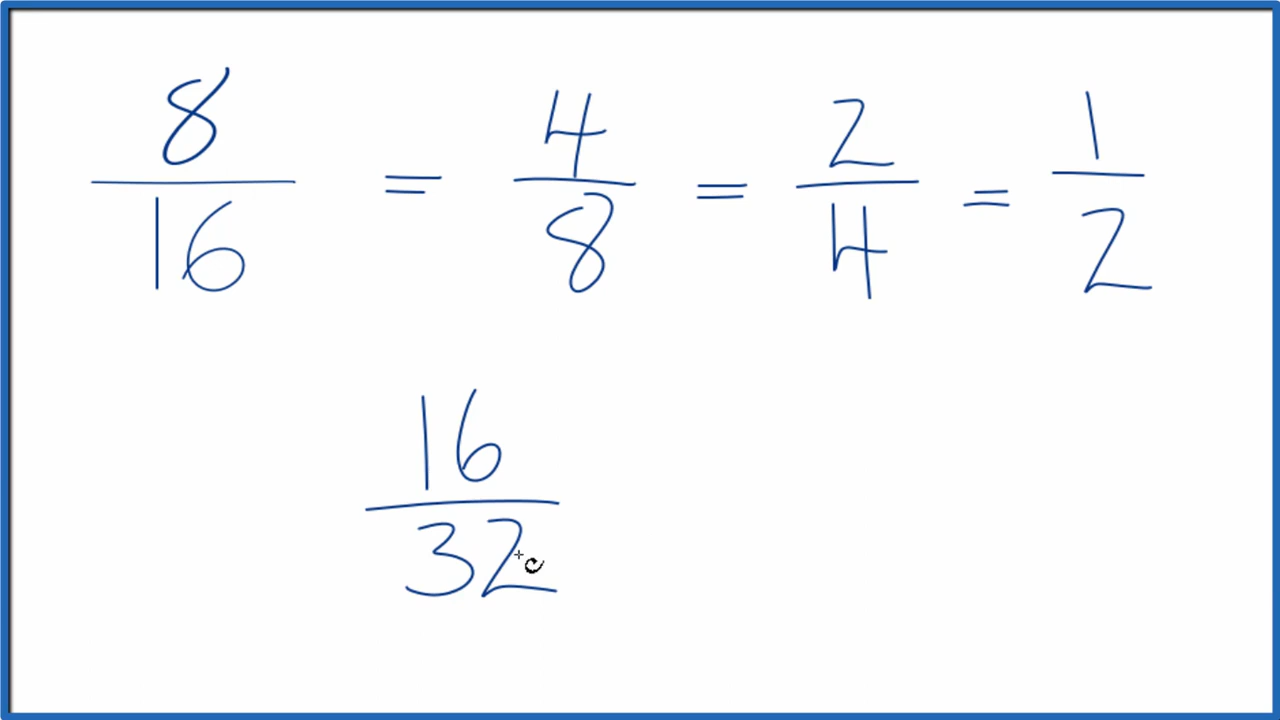 8/16 = 4/8 = 2/4 = 1/2
16/32